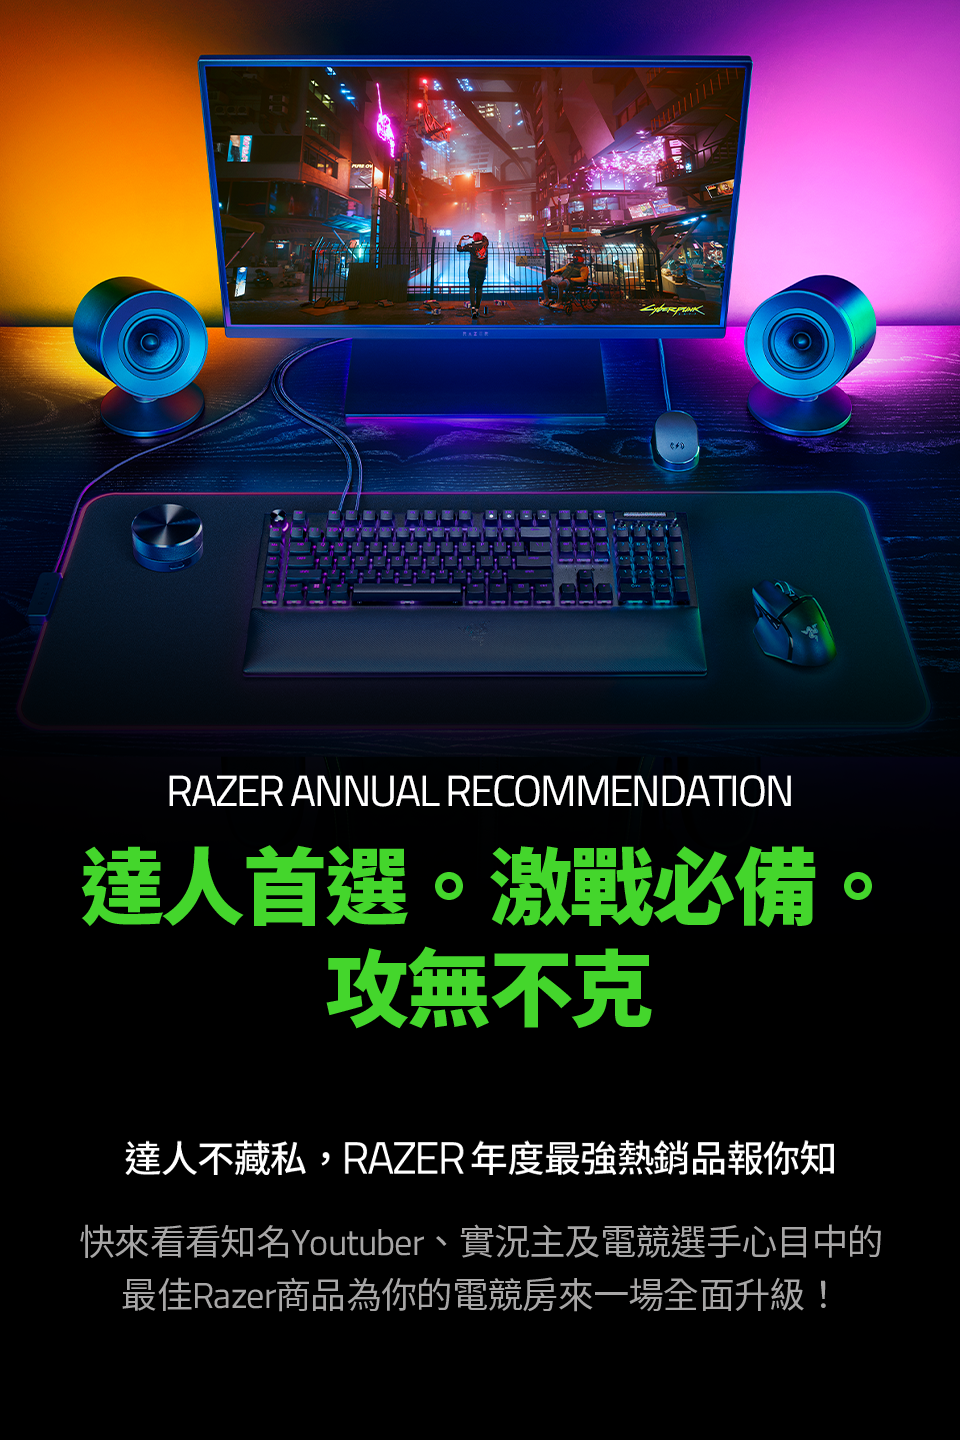 PURE OX
CYBERPUNK
RAZER
RAZER ANNUAL RECOMMENDATION
達人首選。激戰必備。
攻無不克
達人不藏私，RAZER 年度最強熱銷品報你知
快來看看知名Youtuber、實況主及電競選手心目中的
最佳Razer商品為你的電競房來一場全面升級！